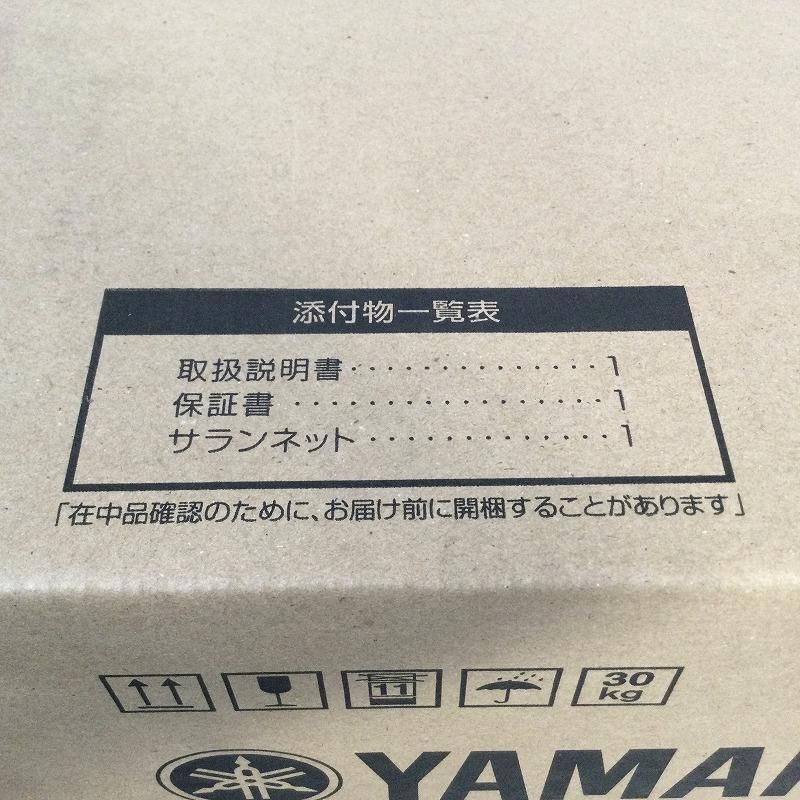 添付物一覧表
取扱説明書・・・・・・・・・・・・・・1
保証書・・・・・・・・・・・・・・・・・・1
サランネット・・・・・・・・・・・・・1
「在中品確認のために、お届け前に開梱することがあります」
11
30
kg
YAMA